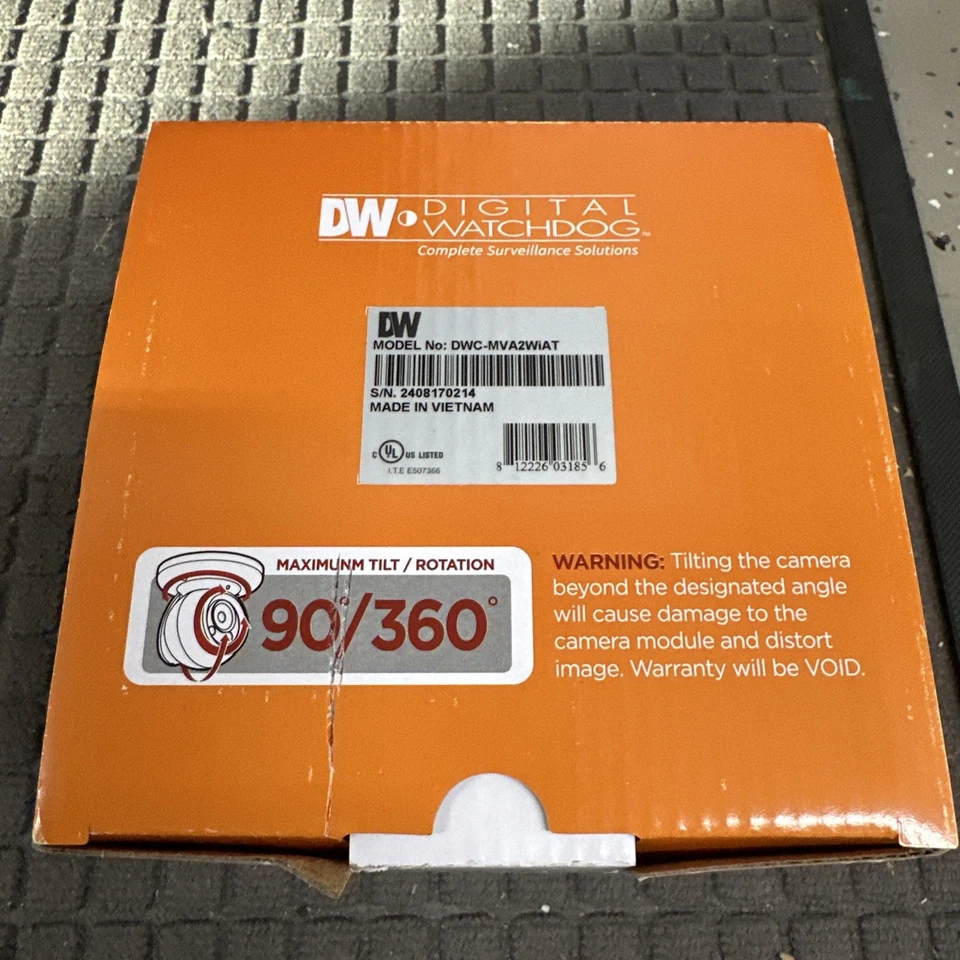 DW DIGITAL
WATCHDOG™
Complete Surveillance Solutions
DW
MODEL No: DWC-MVA2WiAT
S/N. 2408170214
MADE IN VIETNAM
C UL US LISTED
I.T.E E507366
8 12226 03185 6
MAXIMUNM TILT / ROTATION
90°/360°
WARNING: Tilting the camera
beyond the designated angle
will cause damage to the
camera module and distort
image. Warranty will be VOID.